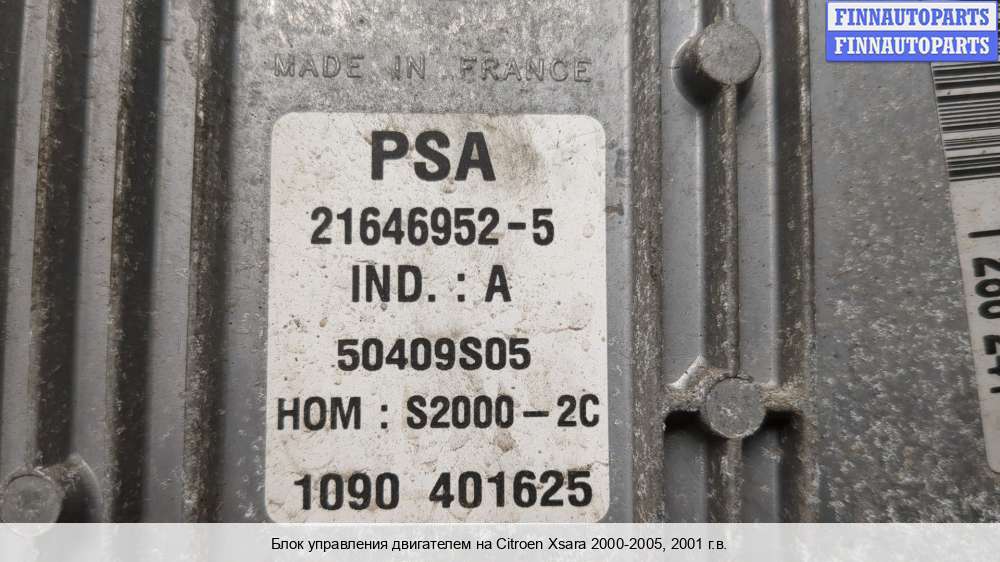 FINNAUTOPARTS
FINNAUTOPARTS
MADE IN FRANCE
PSA
21646952-5
IND. : A
50409S05
HOM : S2000-2C
1090 401625
Блок управления двигателем на Citroen Xsara 2000-2005, 2001 г.в.